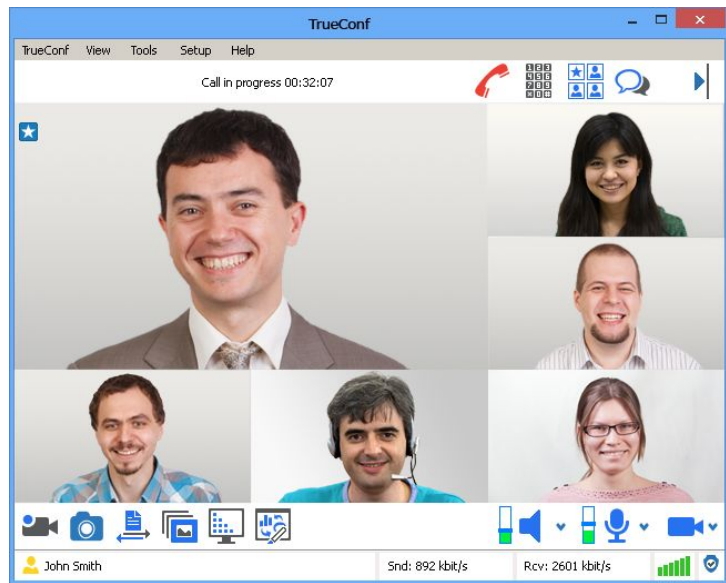 TrueConf
TrueConf View Tools Setup Help
Call in progress 00:32:07
John Smith Snd: 892 kbit/s Rcv: 2601 kbit/s